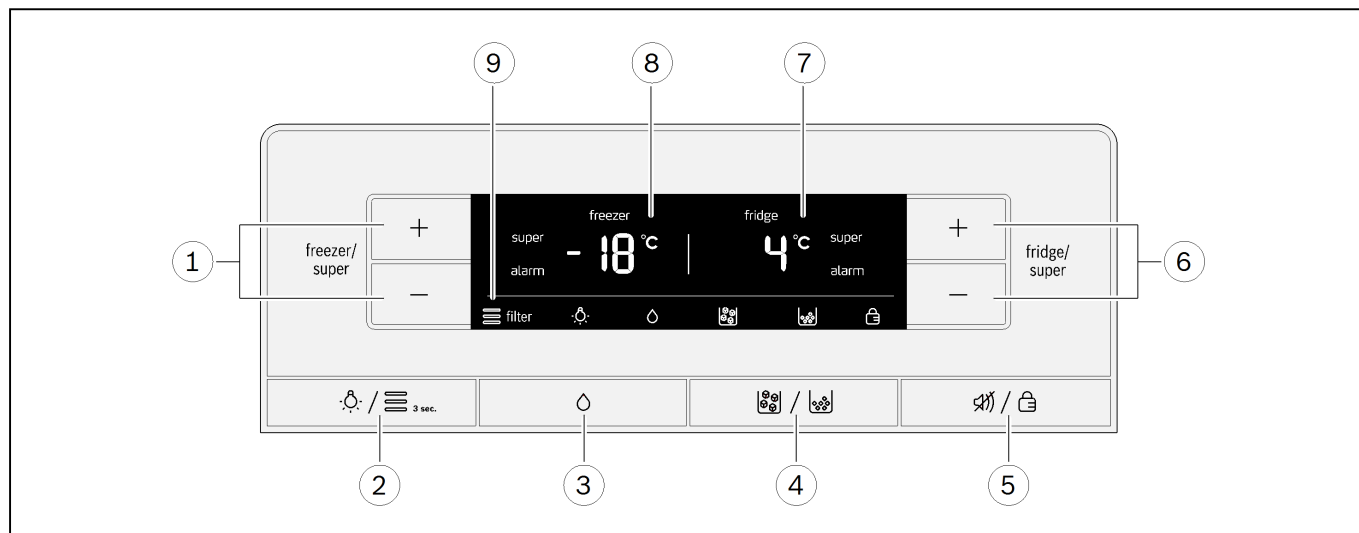 9 8 7
freezer fridge
super -18 °C 4 °C super
alarm alarm
filter
+ +
freezer/
super
fridge/
super
− −
1 6
3 sec.
/ / /
2 3 4 5